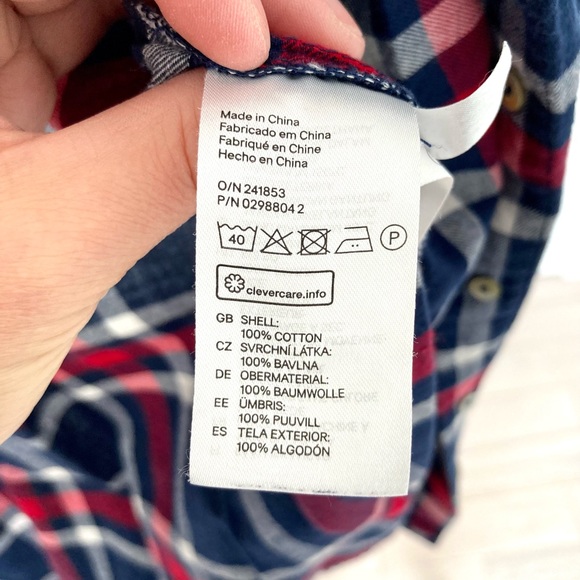 Made in China
Fabricado em China
Fabriqué en Chine
Hecho en China
O/N 241853
P/N 02988042
40 P
clevercare.info
GB SHELL:
100% COTTON
CZ SVRCHNÍ LÁTKA:
100% BAVLNA
DE OBERMATERIAL:
100% BAUMWOLLE
EE ÜMBRIS:
100% PUUVILL
ES TELA EXTERIOR:
100% ALGODÓN